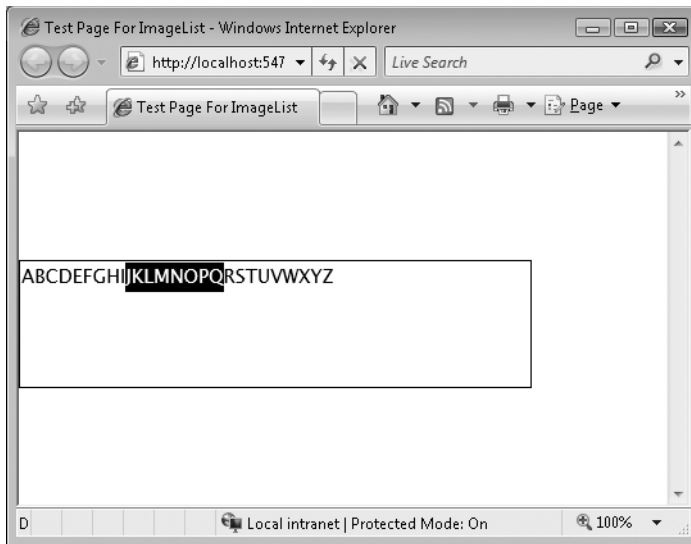 Test Page For ImageList - Windows Internet Explorer
http://localhost:547
Live Search
Test Page For ImageList
Page
»
ABCDEFGHIJKLMNOPQRSTUVWXYZ
D
Local intranet | Protected Mode: On
100%